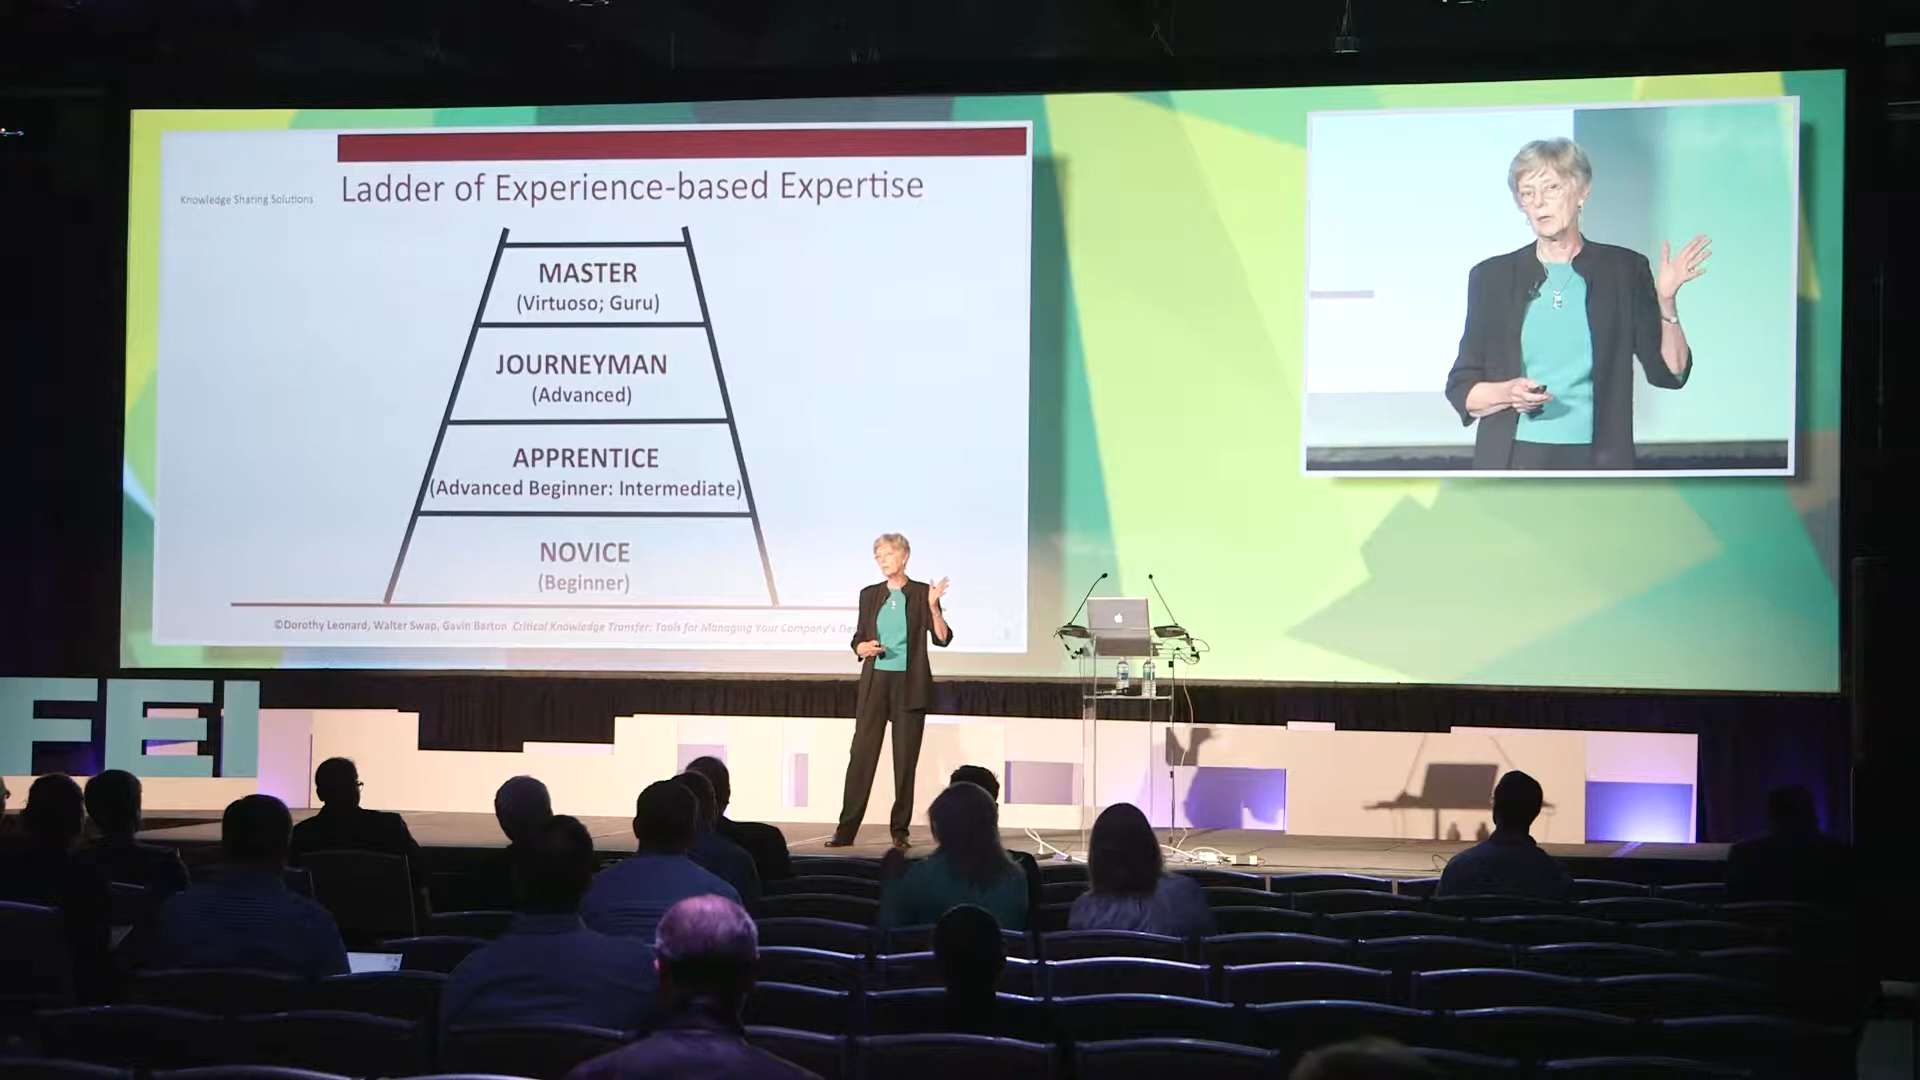 Knowledge Sharing Solutions
Ladder of Experience-based Expertise
MASTER
(Virtuoso; Guru)
JOURNEYMAN
(Advanced)
APPRENTICE
(Advanced Beginner: Intermediate)
NOVICE
(Beginner)
©Dorothy Leonard, Walter Swap, Gavin Barton Critical Knowledge Transfer: Tools for Managing Your Company's
FEI